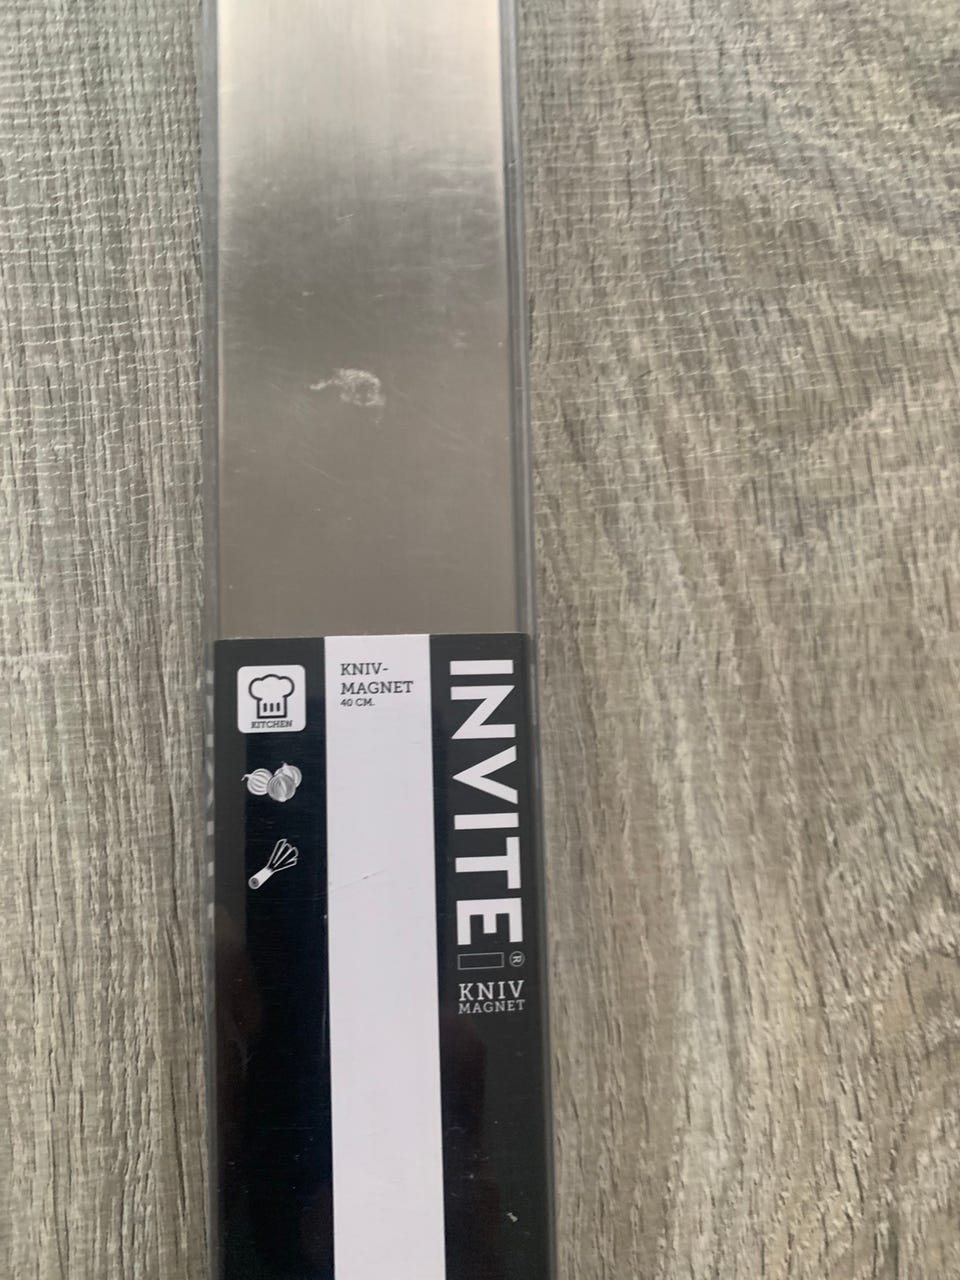 KITCHEN
KNIV-
MAGNET
40 CM.
INVITE®
KNIV
MAGNET